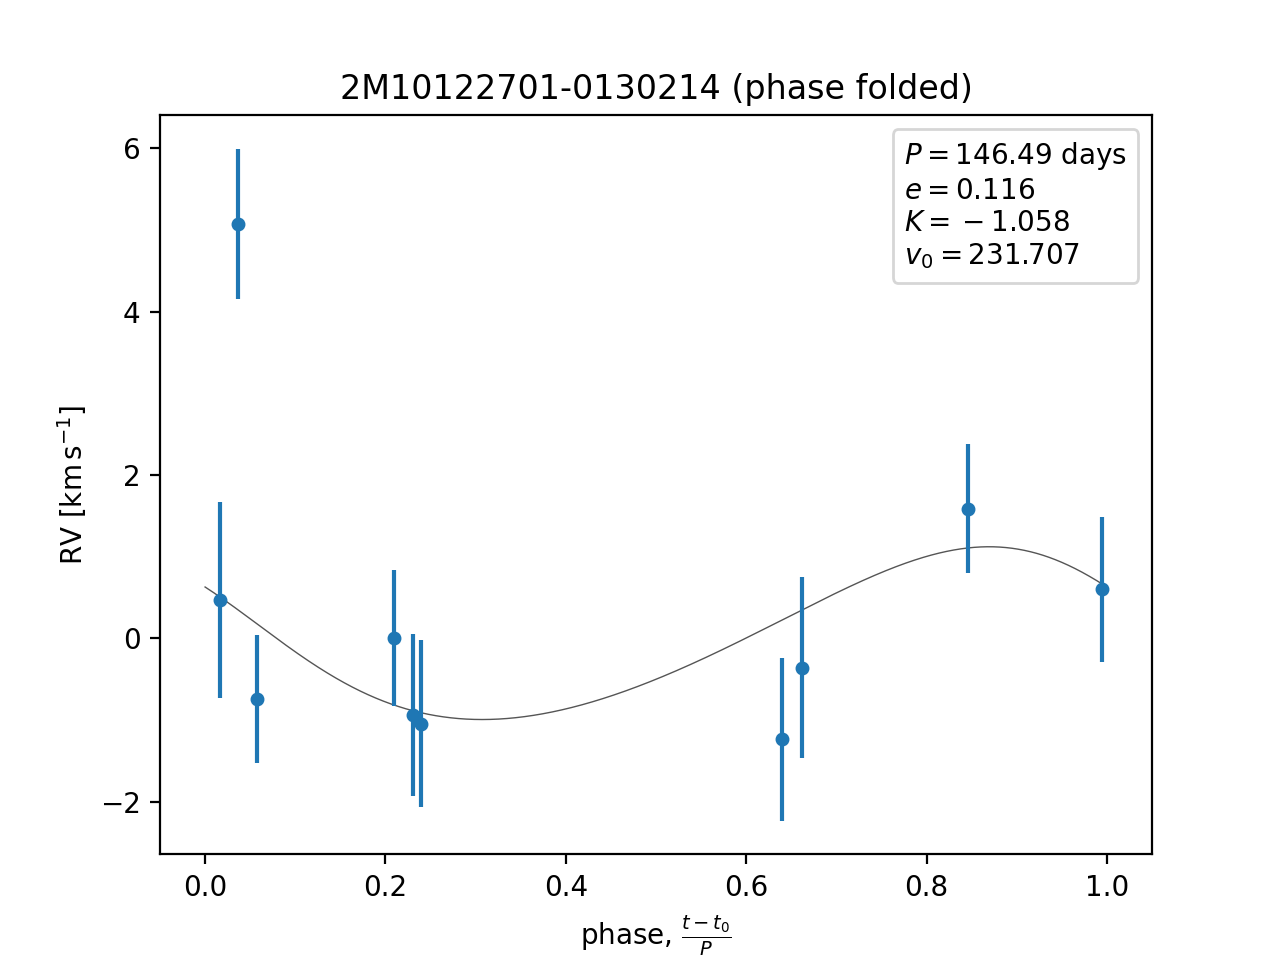 2M10122701-0130214 (phase folded)
P = 146.49 days
e = 0.116
K = −1.058
v₀ = 231.707
RV [km s⁻¹]
6
4
2
0
−2
0.0 0.2 0.4 0.6 0.8 1.0
phase, (t − t₀)/P